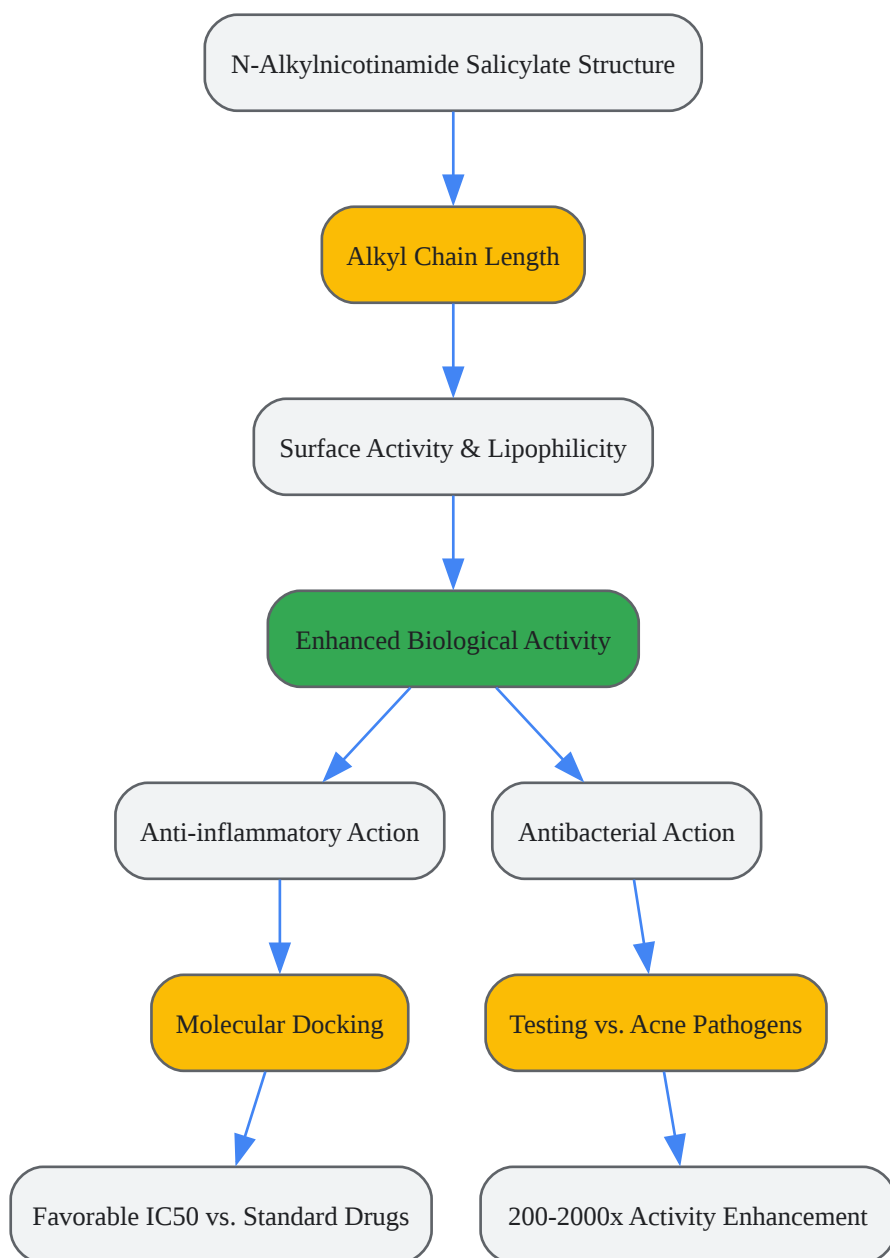 N-Alkylnicotinamide Salicylate Structure
Alkyl Chain Length
Surface Activity & Lipophilicity
Enhanced Biological Activity
Anti-inflammatory Action
Antibacterial Action
Molecular Docking
Testing vs. Acne Pathogens
Favorable IC50 vs. Standard Drugs
200-2000x Activity Enhancement